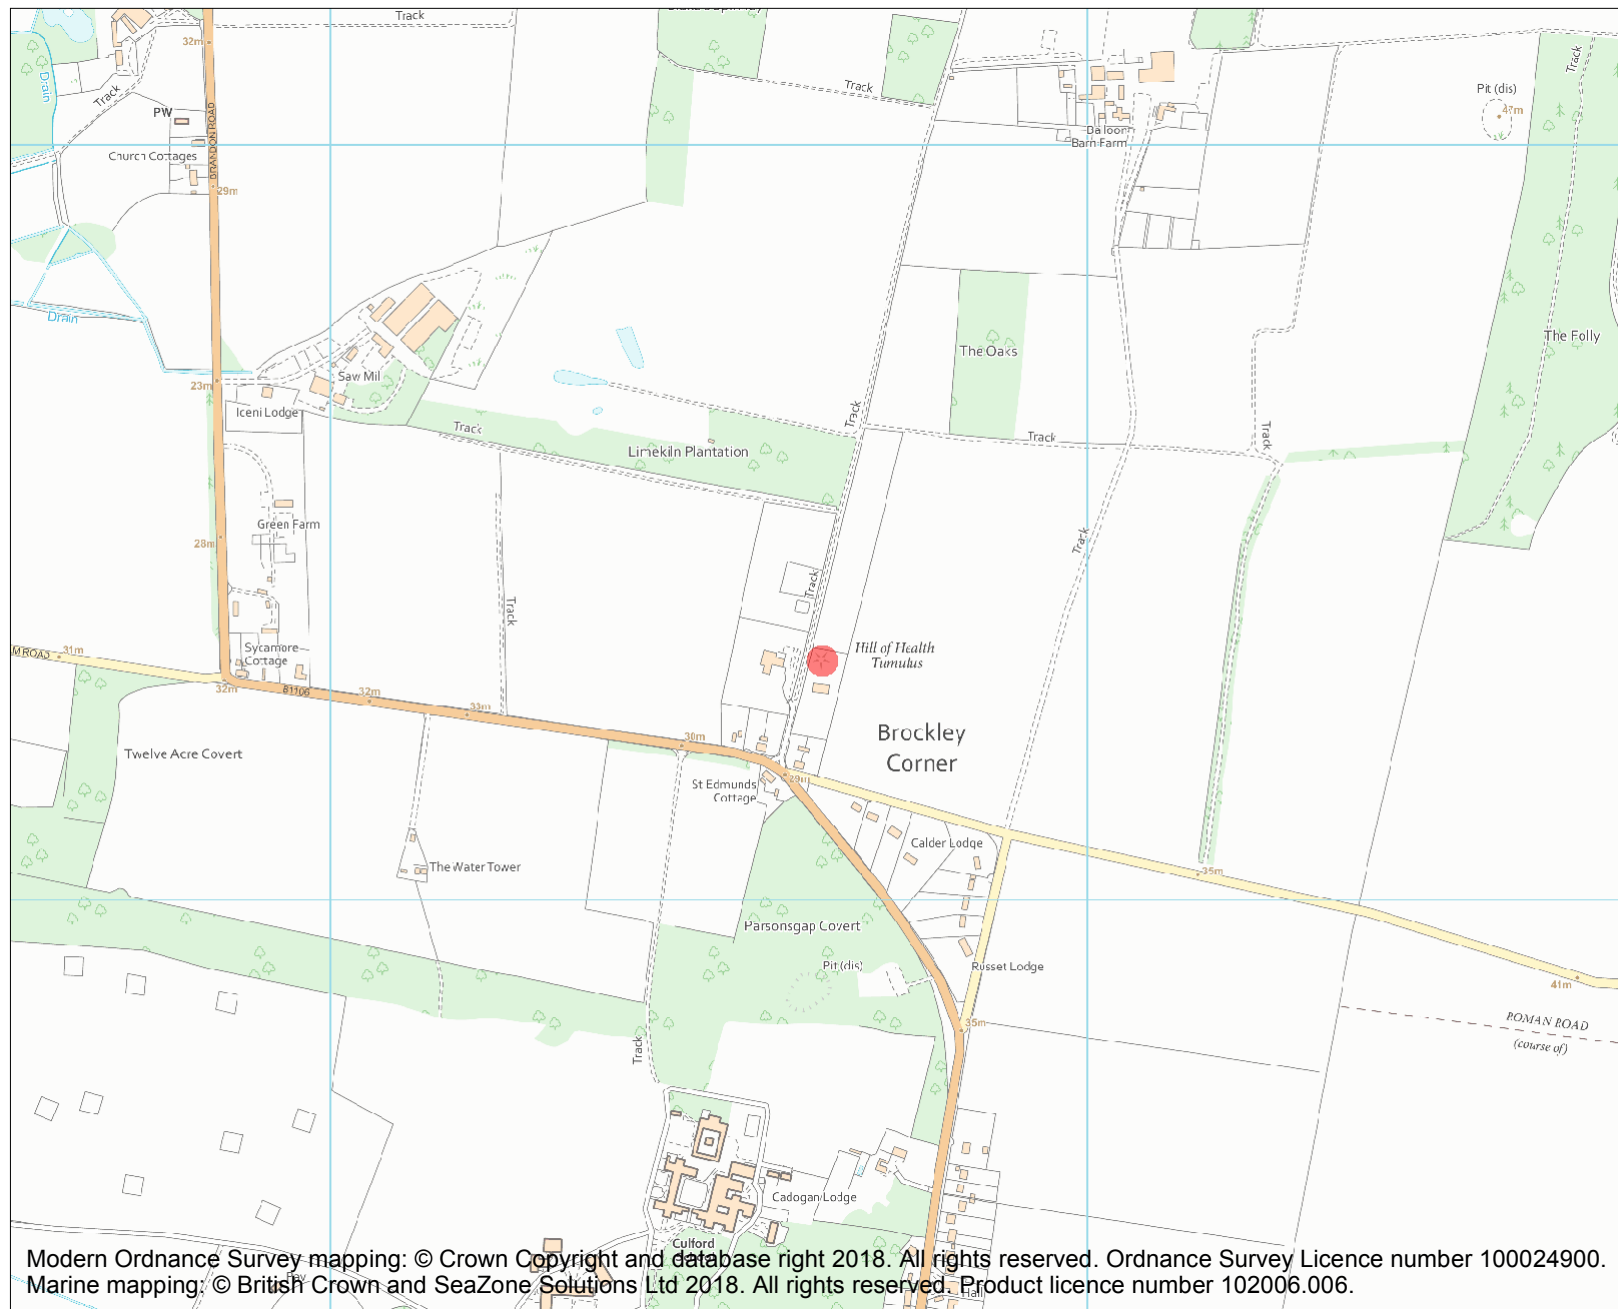 Track
32m
Drain
Track
PW
BRANDON ROAD
Church Cottages
29m
Track
Track
Pit (dis)
47m
Balloon
Barn Farm
Drain
The Folly
The Oaks
Saw Mill
23m
Iceni Lodge
Track
Track
Track
Track
Limekiln Plantation
Green Farm
28m
Track
Track
Track
Sycamore
Cottage
31m
M ROAD
32m
B1106
32m
33m
Hill of Health
Tumulus
30m
Brockley
Corner
Twelve Acre Covert
29m
St Edmunds
Cottage
Calder Lodge
The Water Tower
35m
Parsonsgap Covert
Pit (dis)
Russet Lodge
41m
35m
ROMAN ROAD
(course of)
Track
Cadogan Lodge
Culford
School
Pav
Hall
Modern Ordnance Survey mapping: © Crown Copyright and database right 2018. All rights reserved. Ordnance Survey Licence number 100024900.
Marine mapping: © British Crown and SeaZone Solutions Ltd 2018. All rights reserved. Product licence number 102006.006.